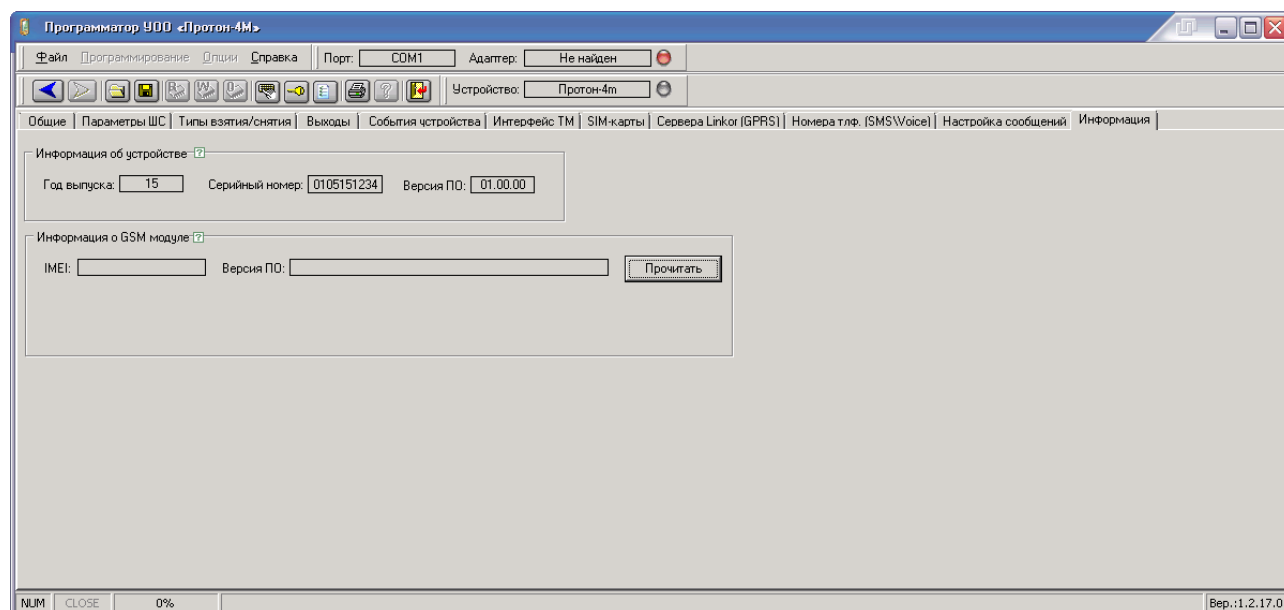 Программатор УОО «Протон-4М»
Файл Программирование Опции Справка Порт: COM1 Адаптер: Не найден
Устройство: Протон-4m
Общие Параметры ШС Типы взятия/снятия Выходы События устройства Интерфейс ТМ SIM-карты Сервера Linkor (GPRS) Номера тлф. (SMS\Voice) Настройка сообщений Информация
Информация об устройстве ?
Год выпуска: 15 Серийный номер: 0105151234 Версия ПО: 01.00.00
Информация о GSM модуле ?
IMEI: Версия ПО: Прочитать
NUM CLOSE 0% Вер.:1.2.17.0